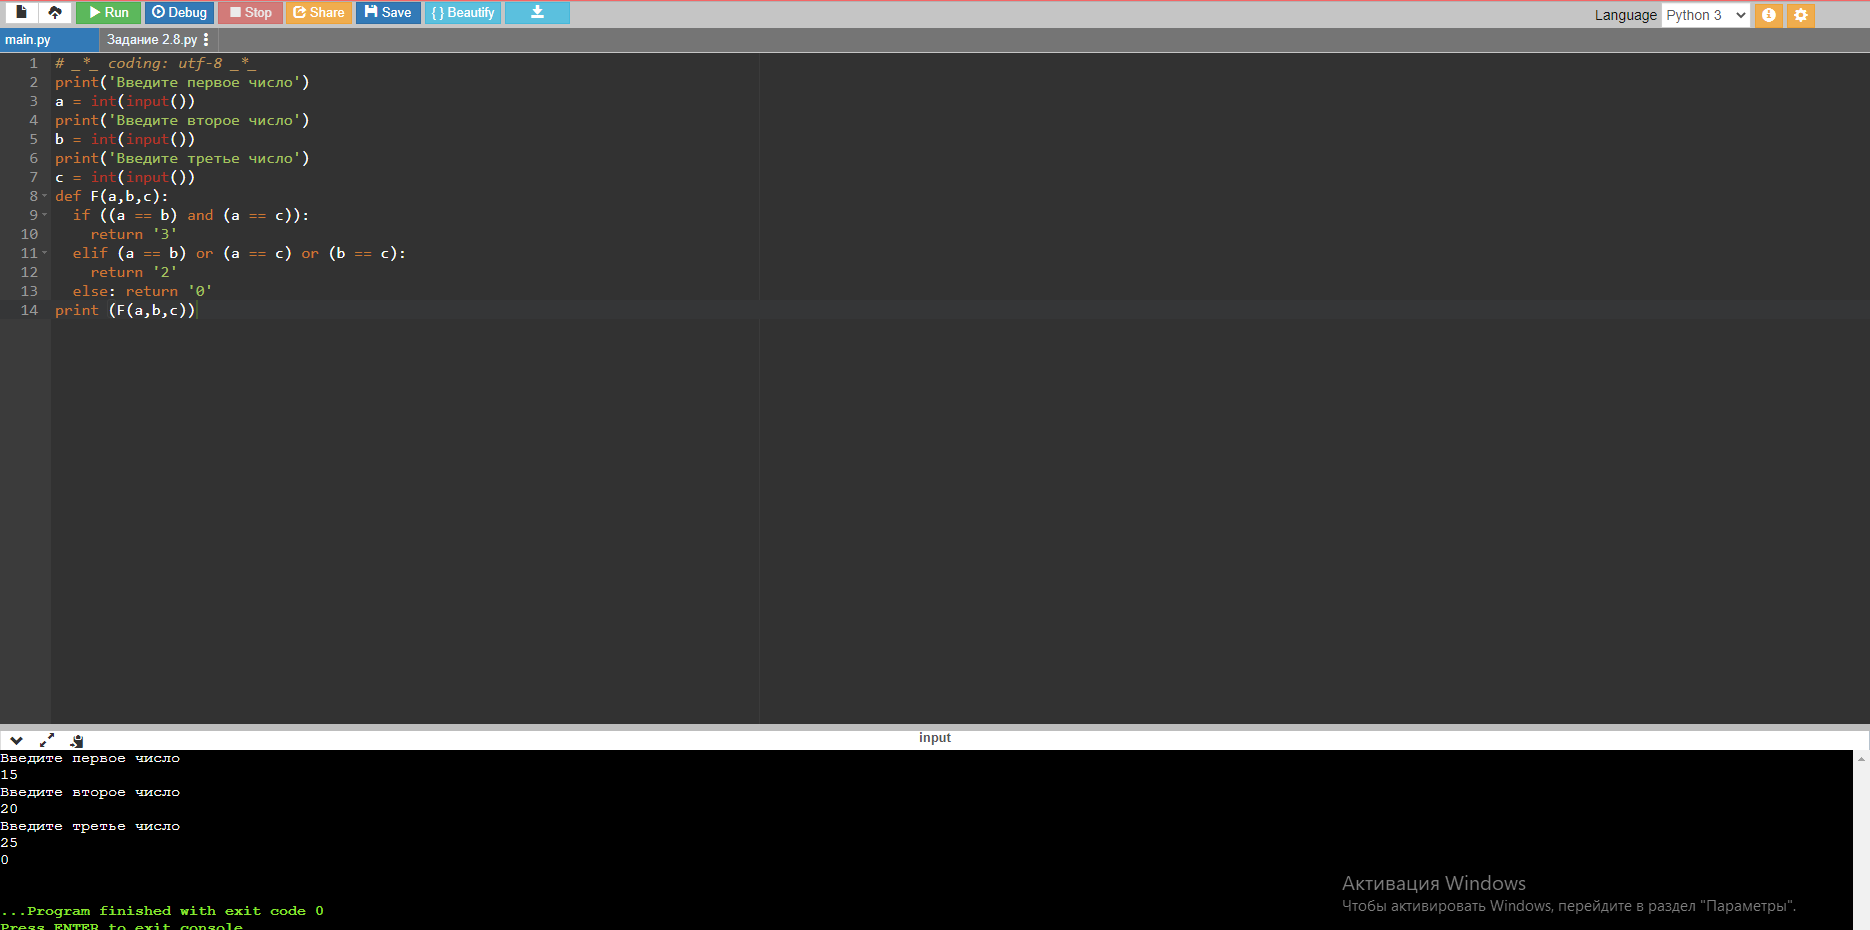 Run Debug Stop Share Save { } Beautify Language Python 3
main.py Задание 2.8.py
1 # _*_ coding: utf-8 _*_
2 print('Введите первое число')
3 a = int(input())
4 print('Введите второе число')
5 b = int(input())
6 print('Введите третье число')
7 c = int(input())
8 def F(a,b,c):
9 if ((a == b) and (a == c)):
10 return '3'
11 elif (a == b) or (a == c) or (b == c):
12 return '2'
13 else: return '0'
14 print (F(a,b,c))
input
Введите первое число
15
Введите второе число
20
Введите третье число
25
0
...Program finished with exit code 0
Press ENTER to exit console
Активация Windows
Чтобы активировать Windows, перейдите в раздел "Параметры".